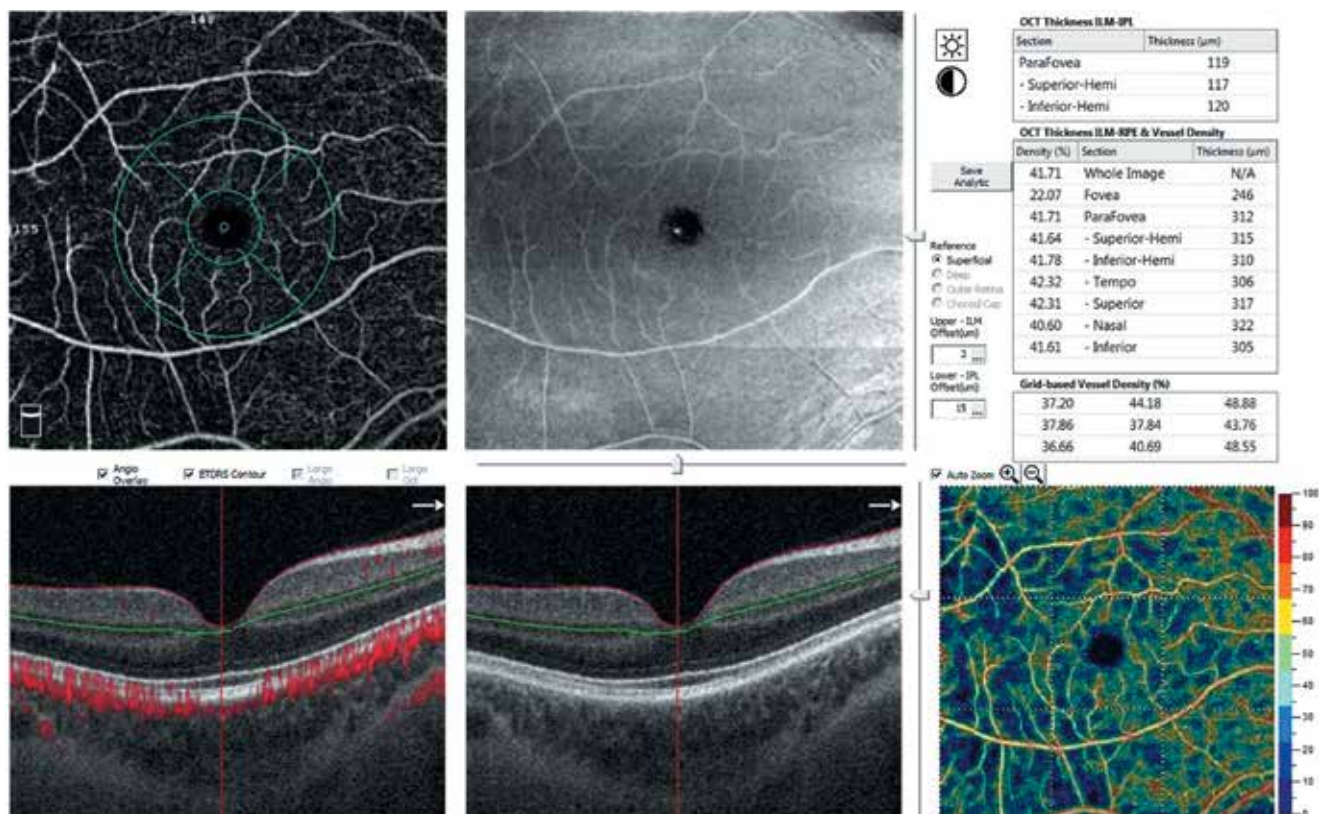 OCT Thickness ILM-IPL
Section Thickness (µm)
ParaFovea 119
- Superior-Hemi 117
- Inferior-Hemi 120
OCT Thickness ILM-RPE & Vessel Density
Density (%) Section Thickness (µm)
41.71 Whole Image N/A
22.07 Fovea 246
41.71 ParaFovea 312
41.64 - Superior-Hemi 315
41.78 - Inferior-Hemi 310
42.32 - Tempo 306
42.31 - Superior 317
40.60 - Nasal 322
41.61 - Inferior 305
Grid-based Vessel Density (%)
37.20 44.18 48.88
37.86 37.84 43.76
36.66 40.69 48.55
Save
Analytic
Reference
Superficial
Deep
Outer Retina
Choroid Cap
Upper - ILM
Offset(um)
3 ...
Lower - IPL
Offset(um)
15 ...
155
Angio
Overlay
ETDRS Contour
Large
Angio
Large
Oct
Auto Zoom
100
90
80
70
60
50
40
30
20
10
0